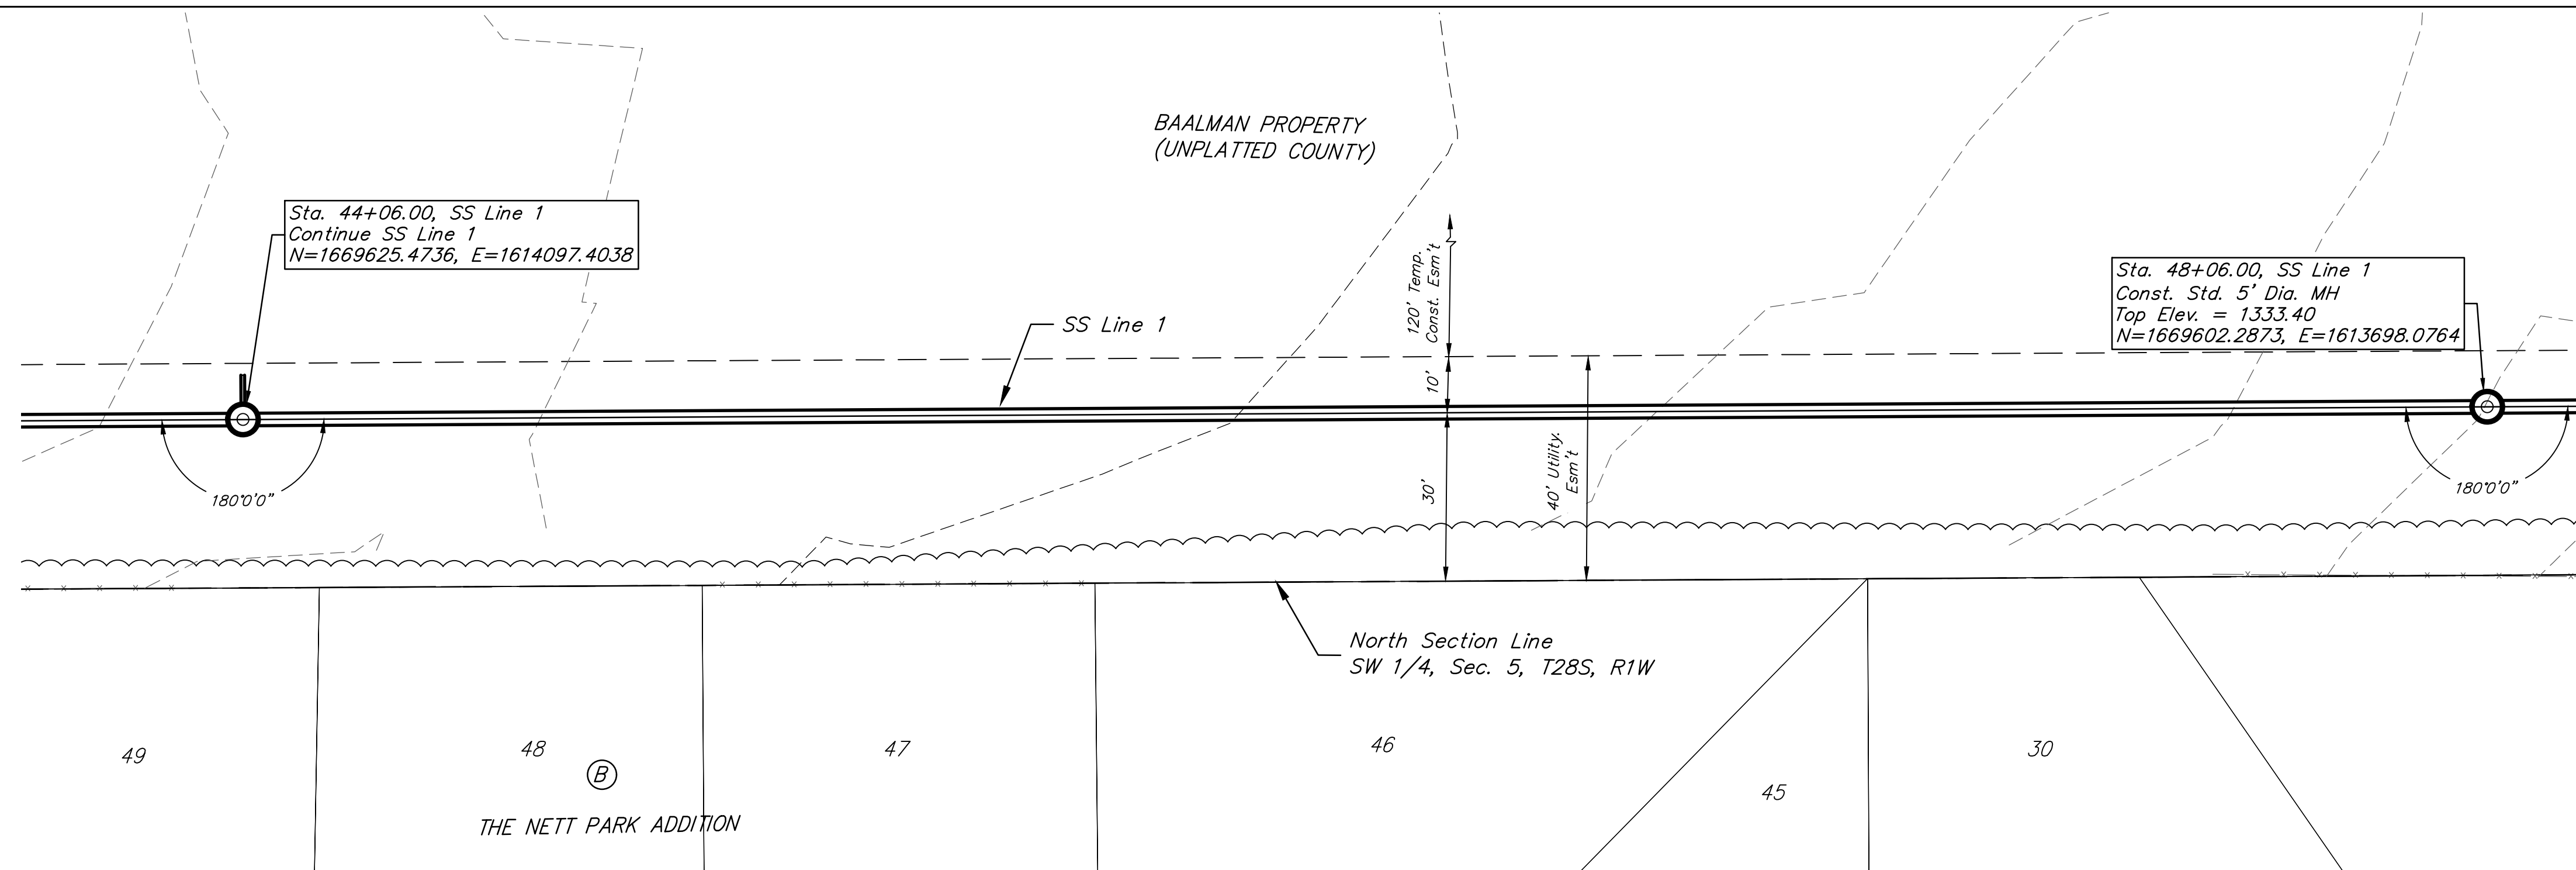 BAALMAN PROPERTY
(UNPLATTED COUNTY)
Sta. 44+06.00, SS Line 1
Continue SS Line 1
N=1669625.4736, E=1614097.4038
SS Line 1
120' Temp.
Const. Esm't
Sta. 48+06.00, SS Line 1
Const. Std. 5' Dia. MH
Top Elev. = 1333.40
N=1669602.2873, E=1613698.0764
10'
30'
40' Utility.
Esm't
180°0'0"
180°0'0"
North Section Line
SW 1/4, Sec. 5, T28S, R1W
49
48
47
46
45
30
B
THE NETT PARK ADDITION